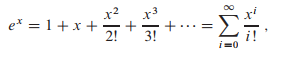 e^x = 1 + x + x^2/2! + x^3/3! + ··· = ∑_{i=0}^{∞} x^i/i! .